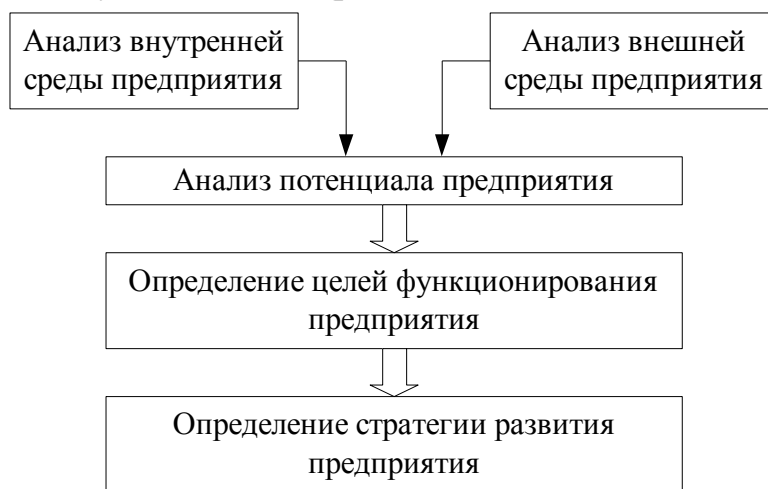 Анализ внутренней
среды предприятия
Анализ внешней
среды предприятия
Анализ потенциала предприятия
Определение целей функционирования
предприятия
Определение стратегии развития
предприятия